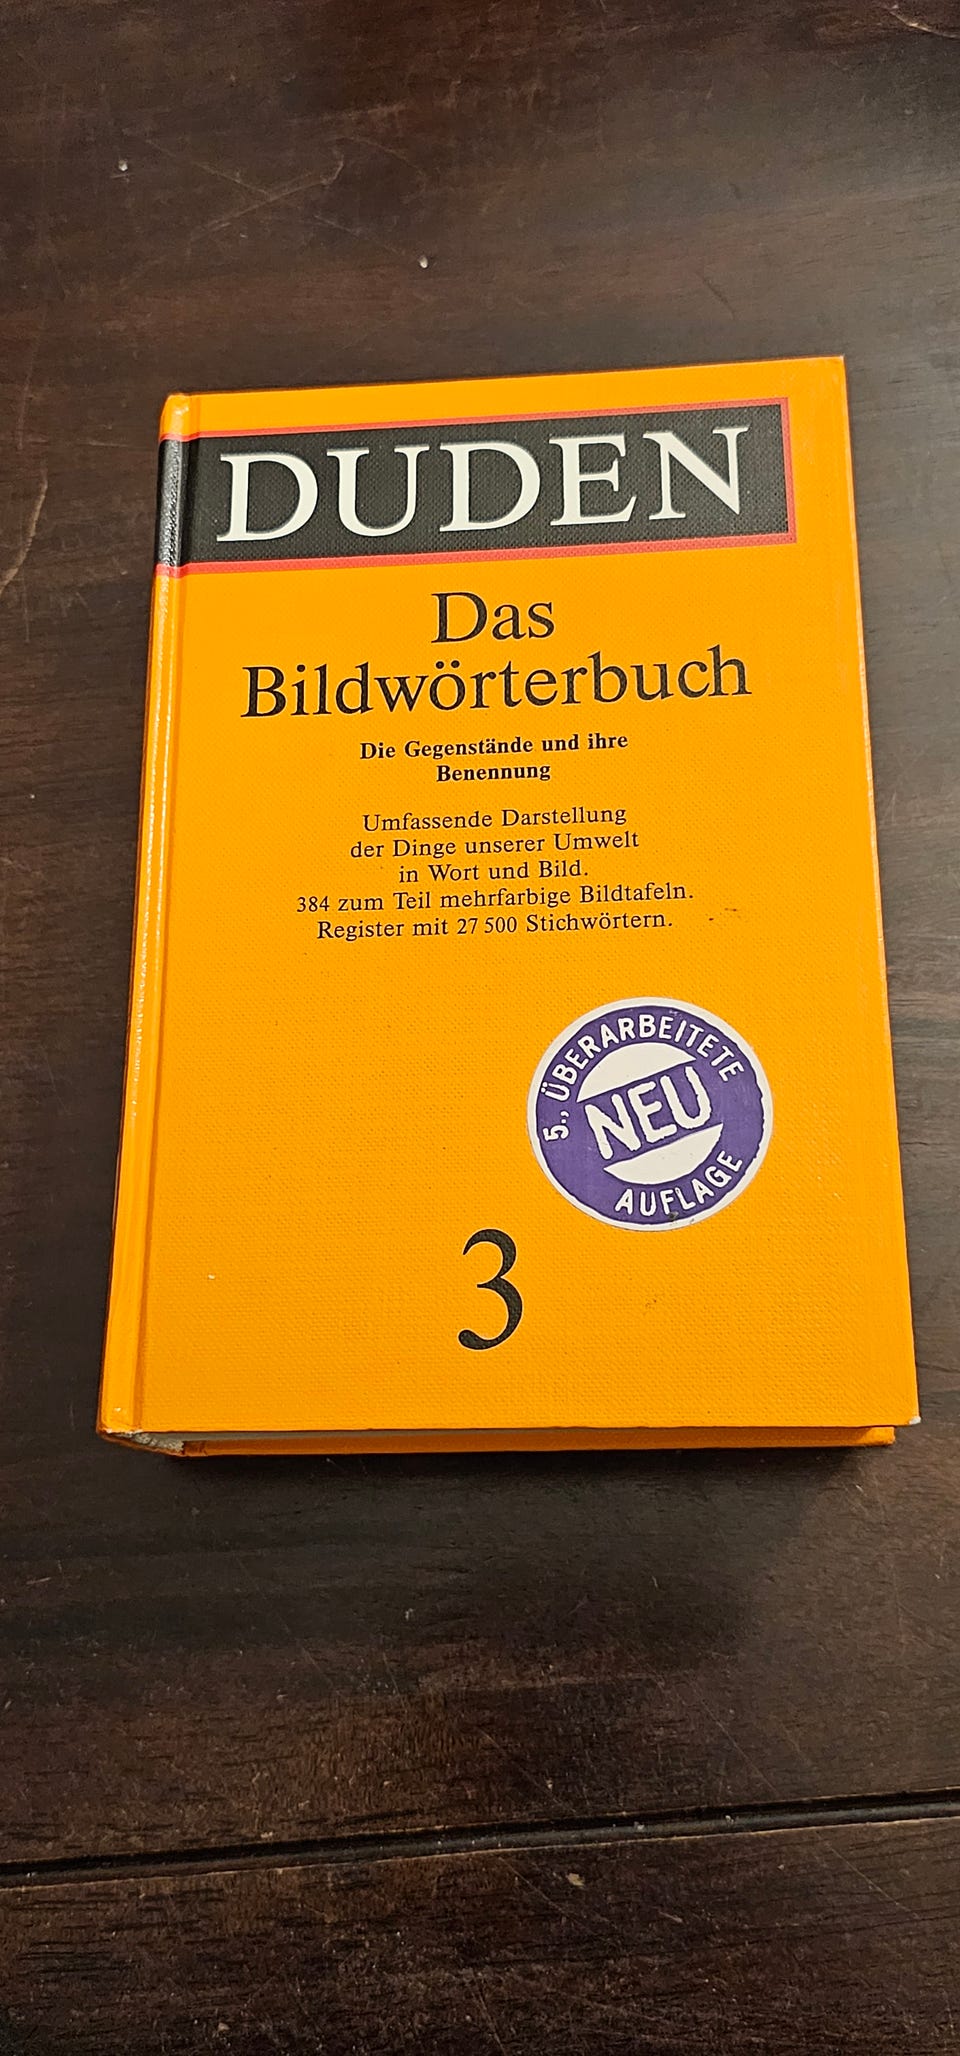 DUDEN
Das
Bildwörterbuch
Die Gegenstände und ihre
Benennung
Umfassende Darstellung
der Dinge unserer Umwelt
in Wort und Bild.
384 zum Teil mehrfarbige Bildtafeln.
Register mit 27 500 Stichwörtern.
5., ÜBERARBEITETE
NEU
AUFLAGE
3